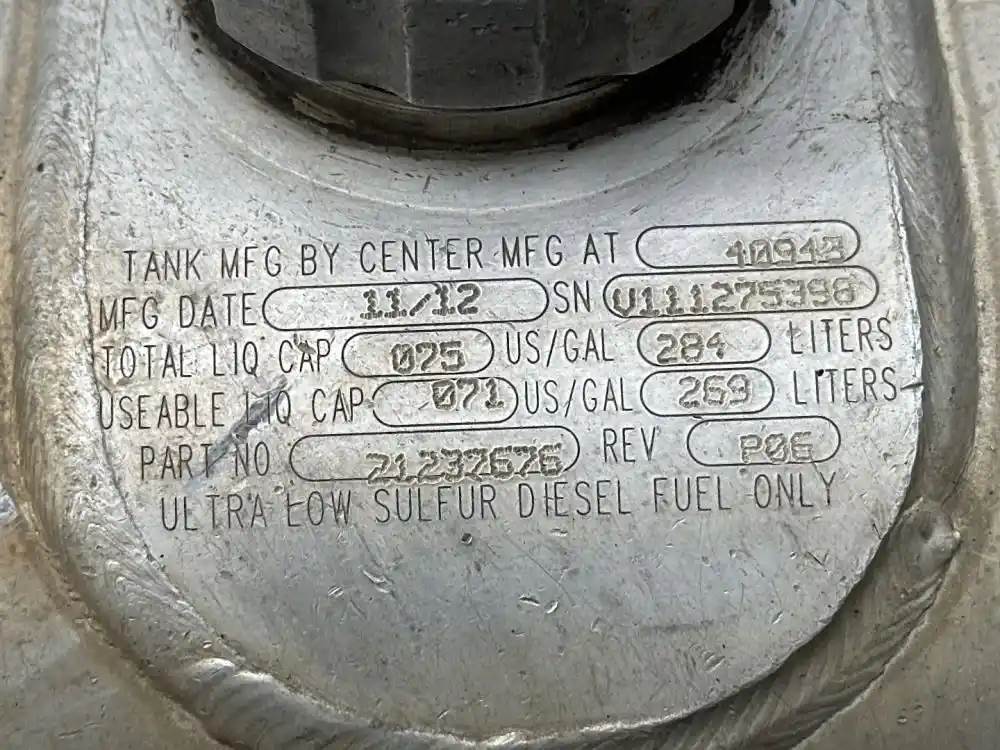 TANK MFG BY CENTER MFG AT 40943
MFG DATE 11/12 SN V111275398
TOTAL LIQ CAP 075 US/GAL 284 LITERS
USEABLE LIQ CAP 071 US/GAL 269 LITERS
PART NO 21237626 REV P06
ULTRA LOW SULFUR DIESEL FUEL ONLY